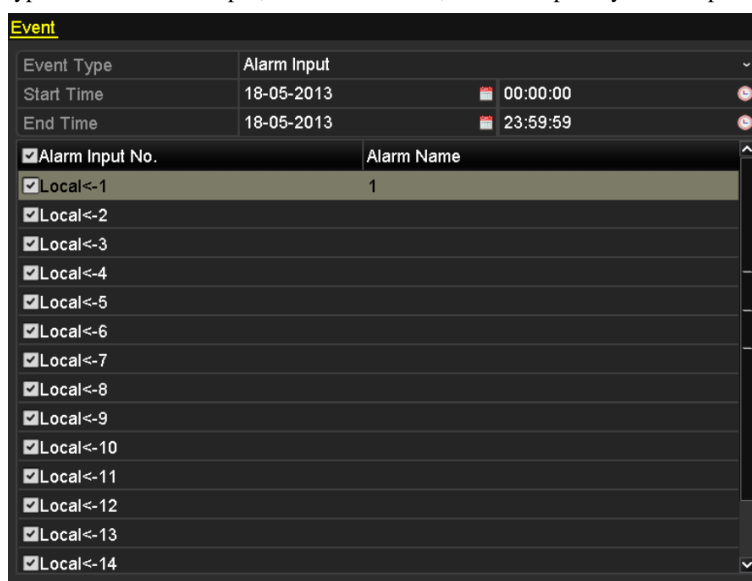 Event
Event Type Alarm Input
Start Time 18-05-2013 00:00:00
End Time 18-05-2013 23:59:59
Alarm Input No. Alarm Name
Local<-1 1
Local<-2
Local<-3
Local<-4
Local<-5
Local<-6
Local<-7
Local<-8
Local<-9
Local<-10
Local<-11
Local<-12
Local<-13
Local<-14